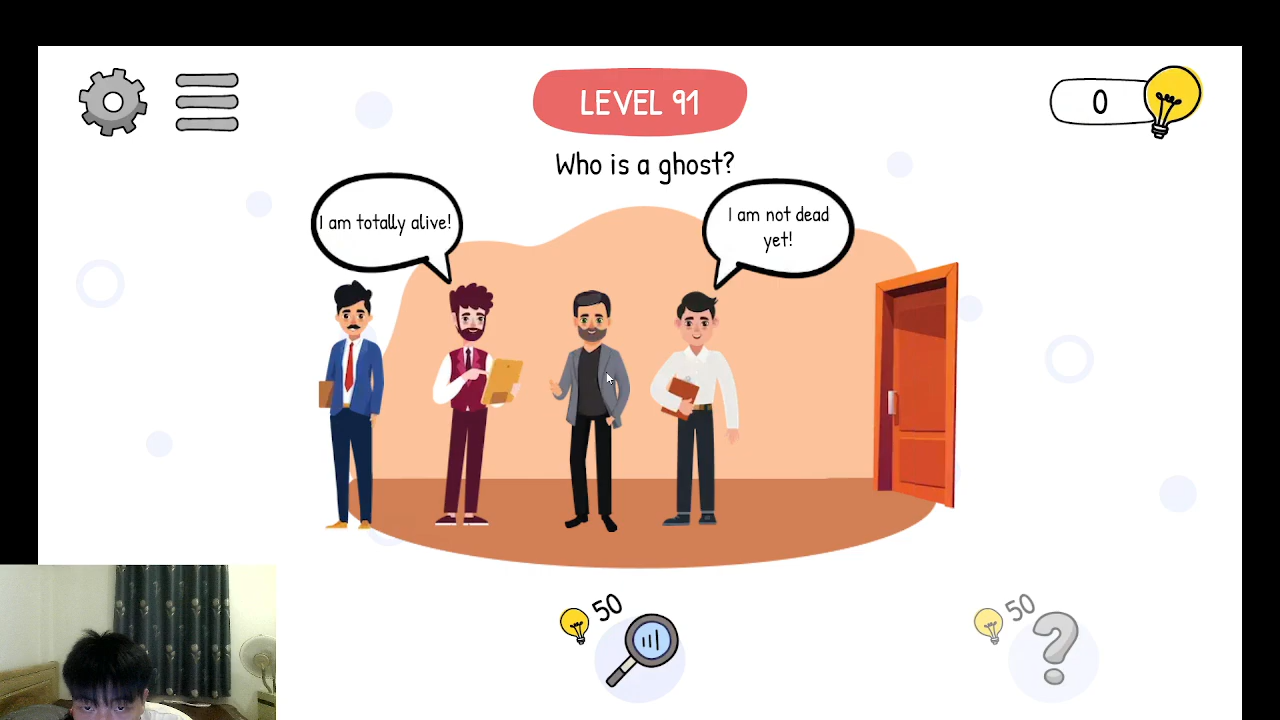 LEVEL 91
0
Who is a ghost?
I am totally alive!
I am not dead
yet!
50
50
?